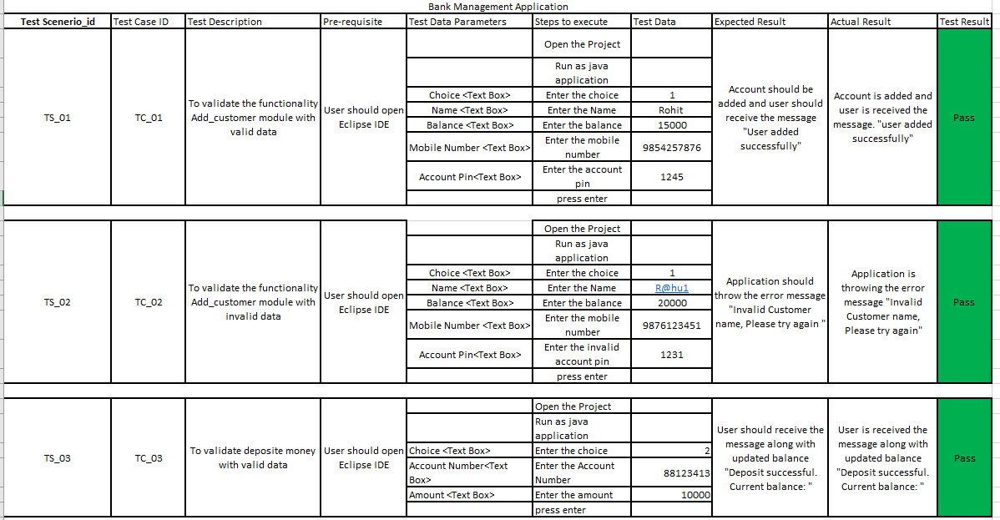 Bank Management Application
Test Scenerio_id Test Case ID Test Description Pre-requisite Test Data Parameters Steps to execute Test Data Expected Result Actual Result Test Result
TS_01
TC_01
To validate the functionality
Add_customer module with
valid data
User should open
Eclipse IDE
Open the Project
Run as java
application
Choice <Text Box> Enter the choice 1
Name <Text Box> Enter the Name Rohit
Balance <Text Box> Enter the balance 15000
Mobile Number <Text Box> Enter the mobile
number 9854257876
Account Pin<Text Box> Enter the account
pin 1245
press enter
Account should be
added and user should
receive the message
"User added
successfully"
Account is added and
user is received the
message. "user added
successfully"
Pass
TS_02
TC_02
To validate the functionality
Add_customer module with
invalid data
User should open
Eclipse IDE
Open the Project
Run as java
application
Choice <Text Box> Enter the choice 1
Name <Text Box> Enter the Name R@hu1
Balance <Text Box> Enter the balance 20000
Mobile Number <Text Box> Enter the mobile
number 9876123451
Account Pin<Text Box> Enter the invalid
account pin 1231
press enter
Application should
throw the error message
"Invalid Customer
name, Please try again "
Application is
throwing the error
message "Invalid
Customer name,
Please try again"
Pass
TS_03
TC_03
To validate deposite money
with valid data
User should open
Eclipse IDE
Open the Project
Run as java
application
Choice <Text Box> Enter the choice 2
Account Number<Text
Box> Enter the Account
Number 88123413
Amount <Text Box> Enter the amount 10000
press enter
User should receive the
message along with
updated balance
"Deposit successful.
Current balance: "
User is received the
message along with
updated balance
"Deposit successful.
Current balance: "
Pass